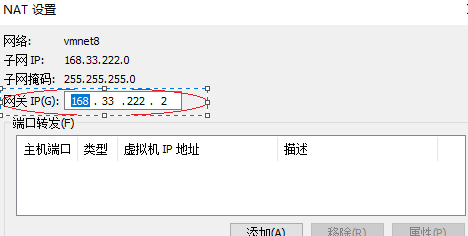 NAT 设置
网络: vmnet8
子网 IP: 168.33.222.0
子网掩码: 255.255.255.0
网关 IP(G): 168 . 33 .222 . 2
端口转发(F)
主机端口 类型 虚拟机 IP 地址 描述
添加(A) 移除(R) 属性(P)